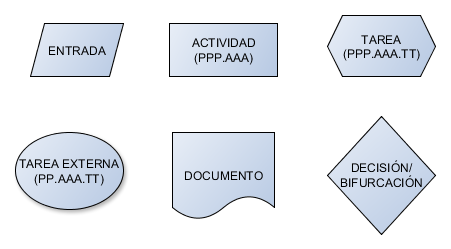 ENTRADA
ACTIVIDAD
(PPP.AAA)
TAREA
(PPP.AAA.TT)
TAREA EXTERNA
(PP.AAA.TT)
DOCUMENTO
DECISIÓN/
BIFURCACIÓN